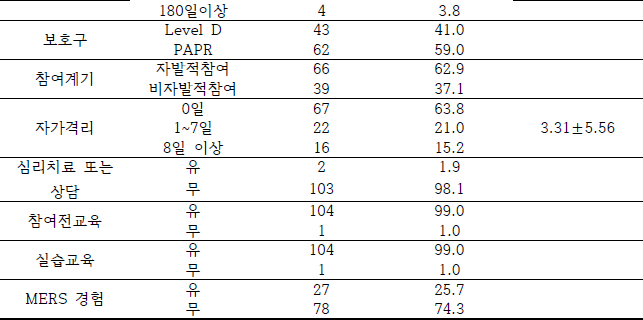 180일이상 4 3.8
보호구 Level D 43 41.0
PAPR 62 59.0
참여계기 자발적참여 66 62.9
비자발적참여 39 37.1
자가격리 0일 67 63.8
1~7일 22 21.0 3.31±5.56
8일 이상 16 15.2
심리치료 또는 유 2 1.9
상담 무 103 98.1
참여전교육 유 104 99.0
무 1 1.0
실습교육 유 104 99.0
무 1 1.0
MERS 경험 유 27 25.7
무 78 74.3